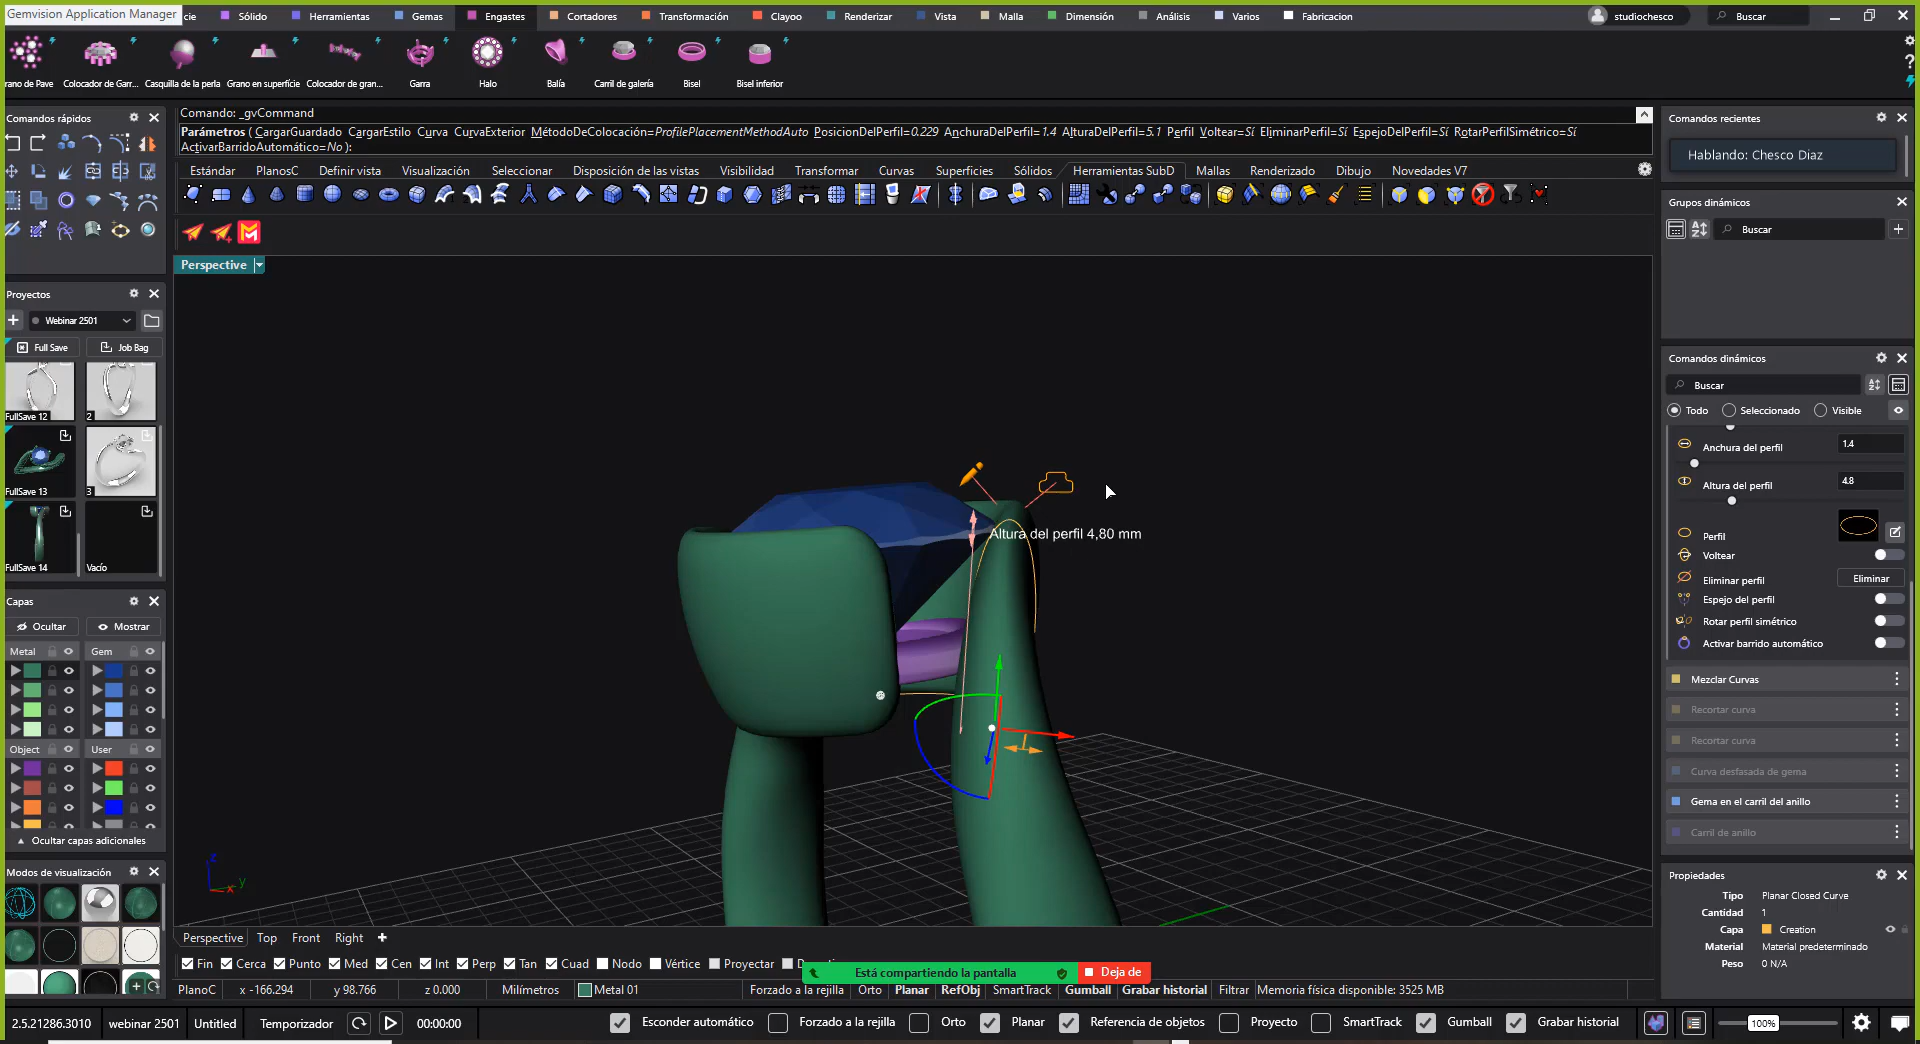 Gemvision Application Manager
cie
Sólido
Herramientas
Gemas
Engastes
Cortadores
Transformación
Clayoo
Renderizar
Vista
Malla
Dimensión
Análisis
Varios
Fabricacion
studiochesco
Buscar
rano de Pave
Colocador de Garr...
Casquilla de la perla
Grano en superficíe
Colocador de gran...
Garra
Halo
Balía
Carril de galería
Bisel
Bisel inferior
Comandos rápidos
Comando: _gvCommand
Parámetros ( CargarGuardado CargarEstilo Curva CurvaExterior MétodoDeColocación=ProfilePlacementMethodAuto PosicionDelPerfil=0.229 AnchuraDelPerfil=1.4 AlturaDelPerfil=5.1 Perfil Voltear=Sí EliminarPerfil=Sí EspejoDelPerfil=Sí RotarPerfilSimétrico=Sí
ActivarBarridoAutomático=No ):
Estándar
PlanosC
Definir vista
Visualización
Seleccionar
Disposición de las vistas
Visibilidad
Transformar
Curvas
Superficies
Sólidos
Herramientas SubD
Mallas
Renderizado
Dibujo
Novedades V7
Perspective
Comandos recientes
Hablando: Chesco Diaz
Grupos dinámicos
Buscar
Proyectos
Webinar 2501
Full Save
Job Bag
FullSave 12
2
FullSave 13
3
FullSave 14
Vacío
Capas
Ocultar
Mostrar
Metal
Gem
Object
User
Ocultar capas adicionales
Modos de visualización
Altura del perfil 4,80 mm
z
y
x
Comandos dinámicos
Buscar
Todo
Seleccionado
Visible
Anchura del perfil
1.4
Altura del perfil
4.8
Perfil
Voltear
Eliminar perfil
Eliminar
Espejo del perfil
Rotar perfil simétrico
Activar barrido automático
Mezclar Curvas
Recortar curva
Recortar curva
Curva desfasada de gema
Gema en el carril del anillo
Carril de anillo
Propiedades
Tipo Planar Closed Curve
Cantidad 1
Capa Creation
Material Material predeterminado
Peso 0 N/A
Perspective
Top
Front
Right
Fin
Cerca
Punto
Med
Cen
Int
Perp
Tan
Cuad
Nodo
Vértice
Proyectar
Está compartiendo la pantalla
Deja de
PlanoC
x -166.294
y 98.766
z 0.000
Milímetros
Metal 01
Forzado a la rejilla
Orto
Planar
RefObj
SmartTrack
Gumball
Grabar historial
Filtrar
Memoria física disponible: 3525 MB
2.5.21286.3010
webinar 2501
Untitled
Temporizador
00:00:00
Esconder automático
Forzado a la rejilla
Orto
Planar
Referencia de objetos
Proyecto
SmartTrack
Gumball
Grabar historial
100%